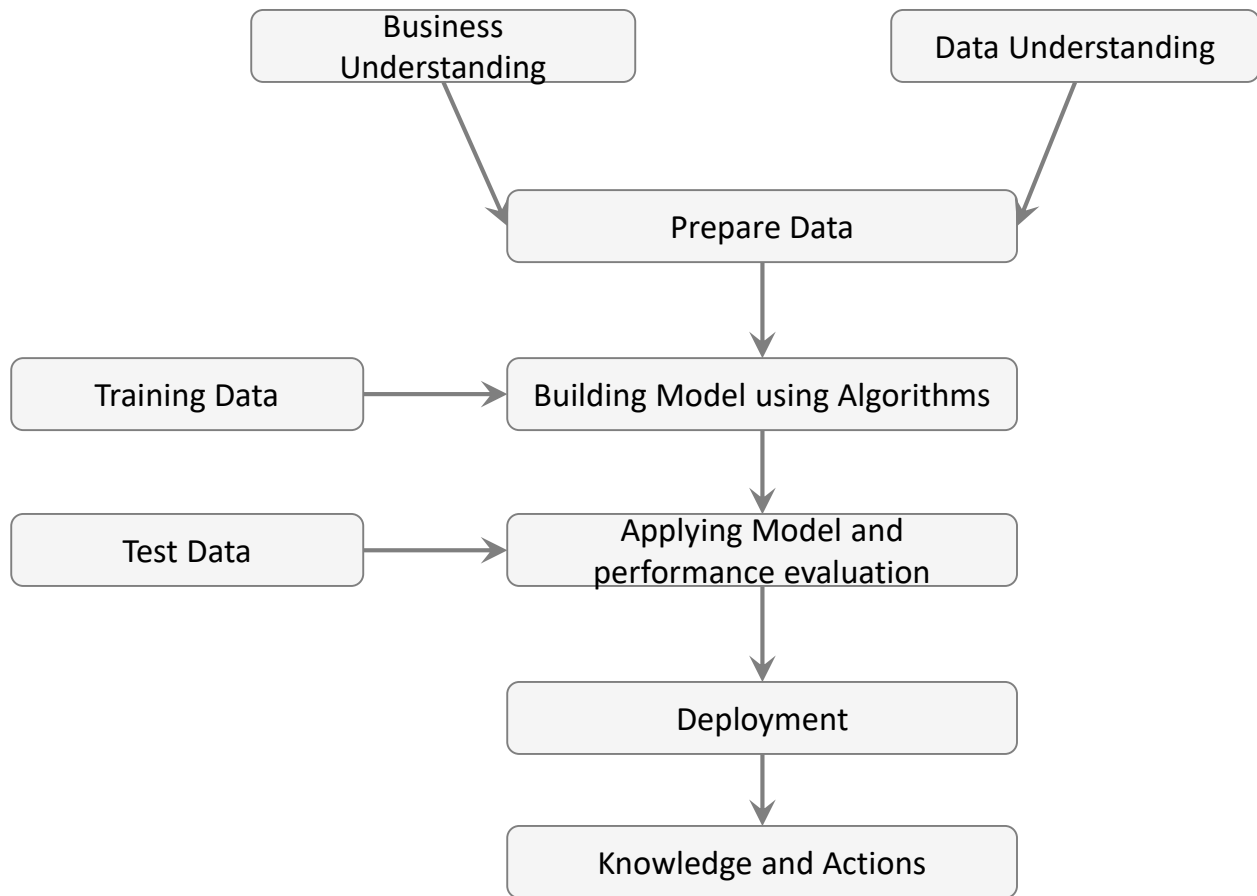 Business
Understanding
Data Understanding
Prepare Data
Training Data
Building Model using Algorithms
Test Data
Applying Model and
performance evaluation
Deployment
Knowledge and Actions